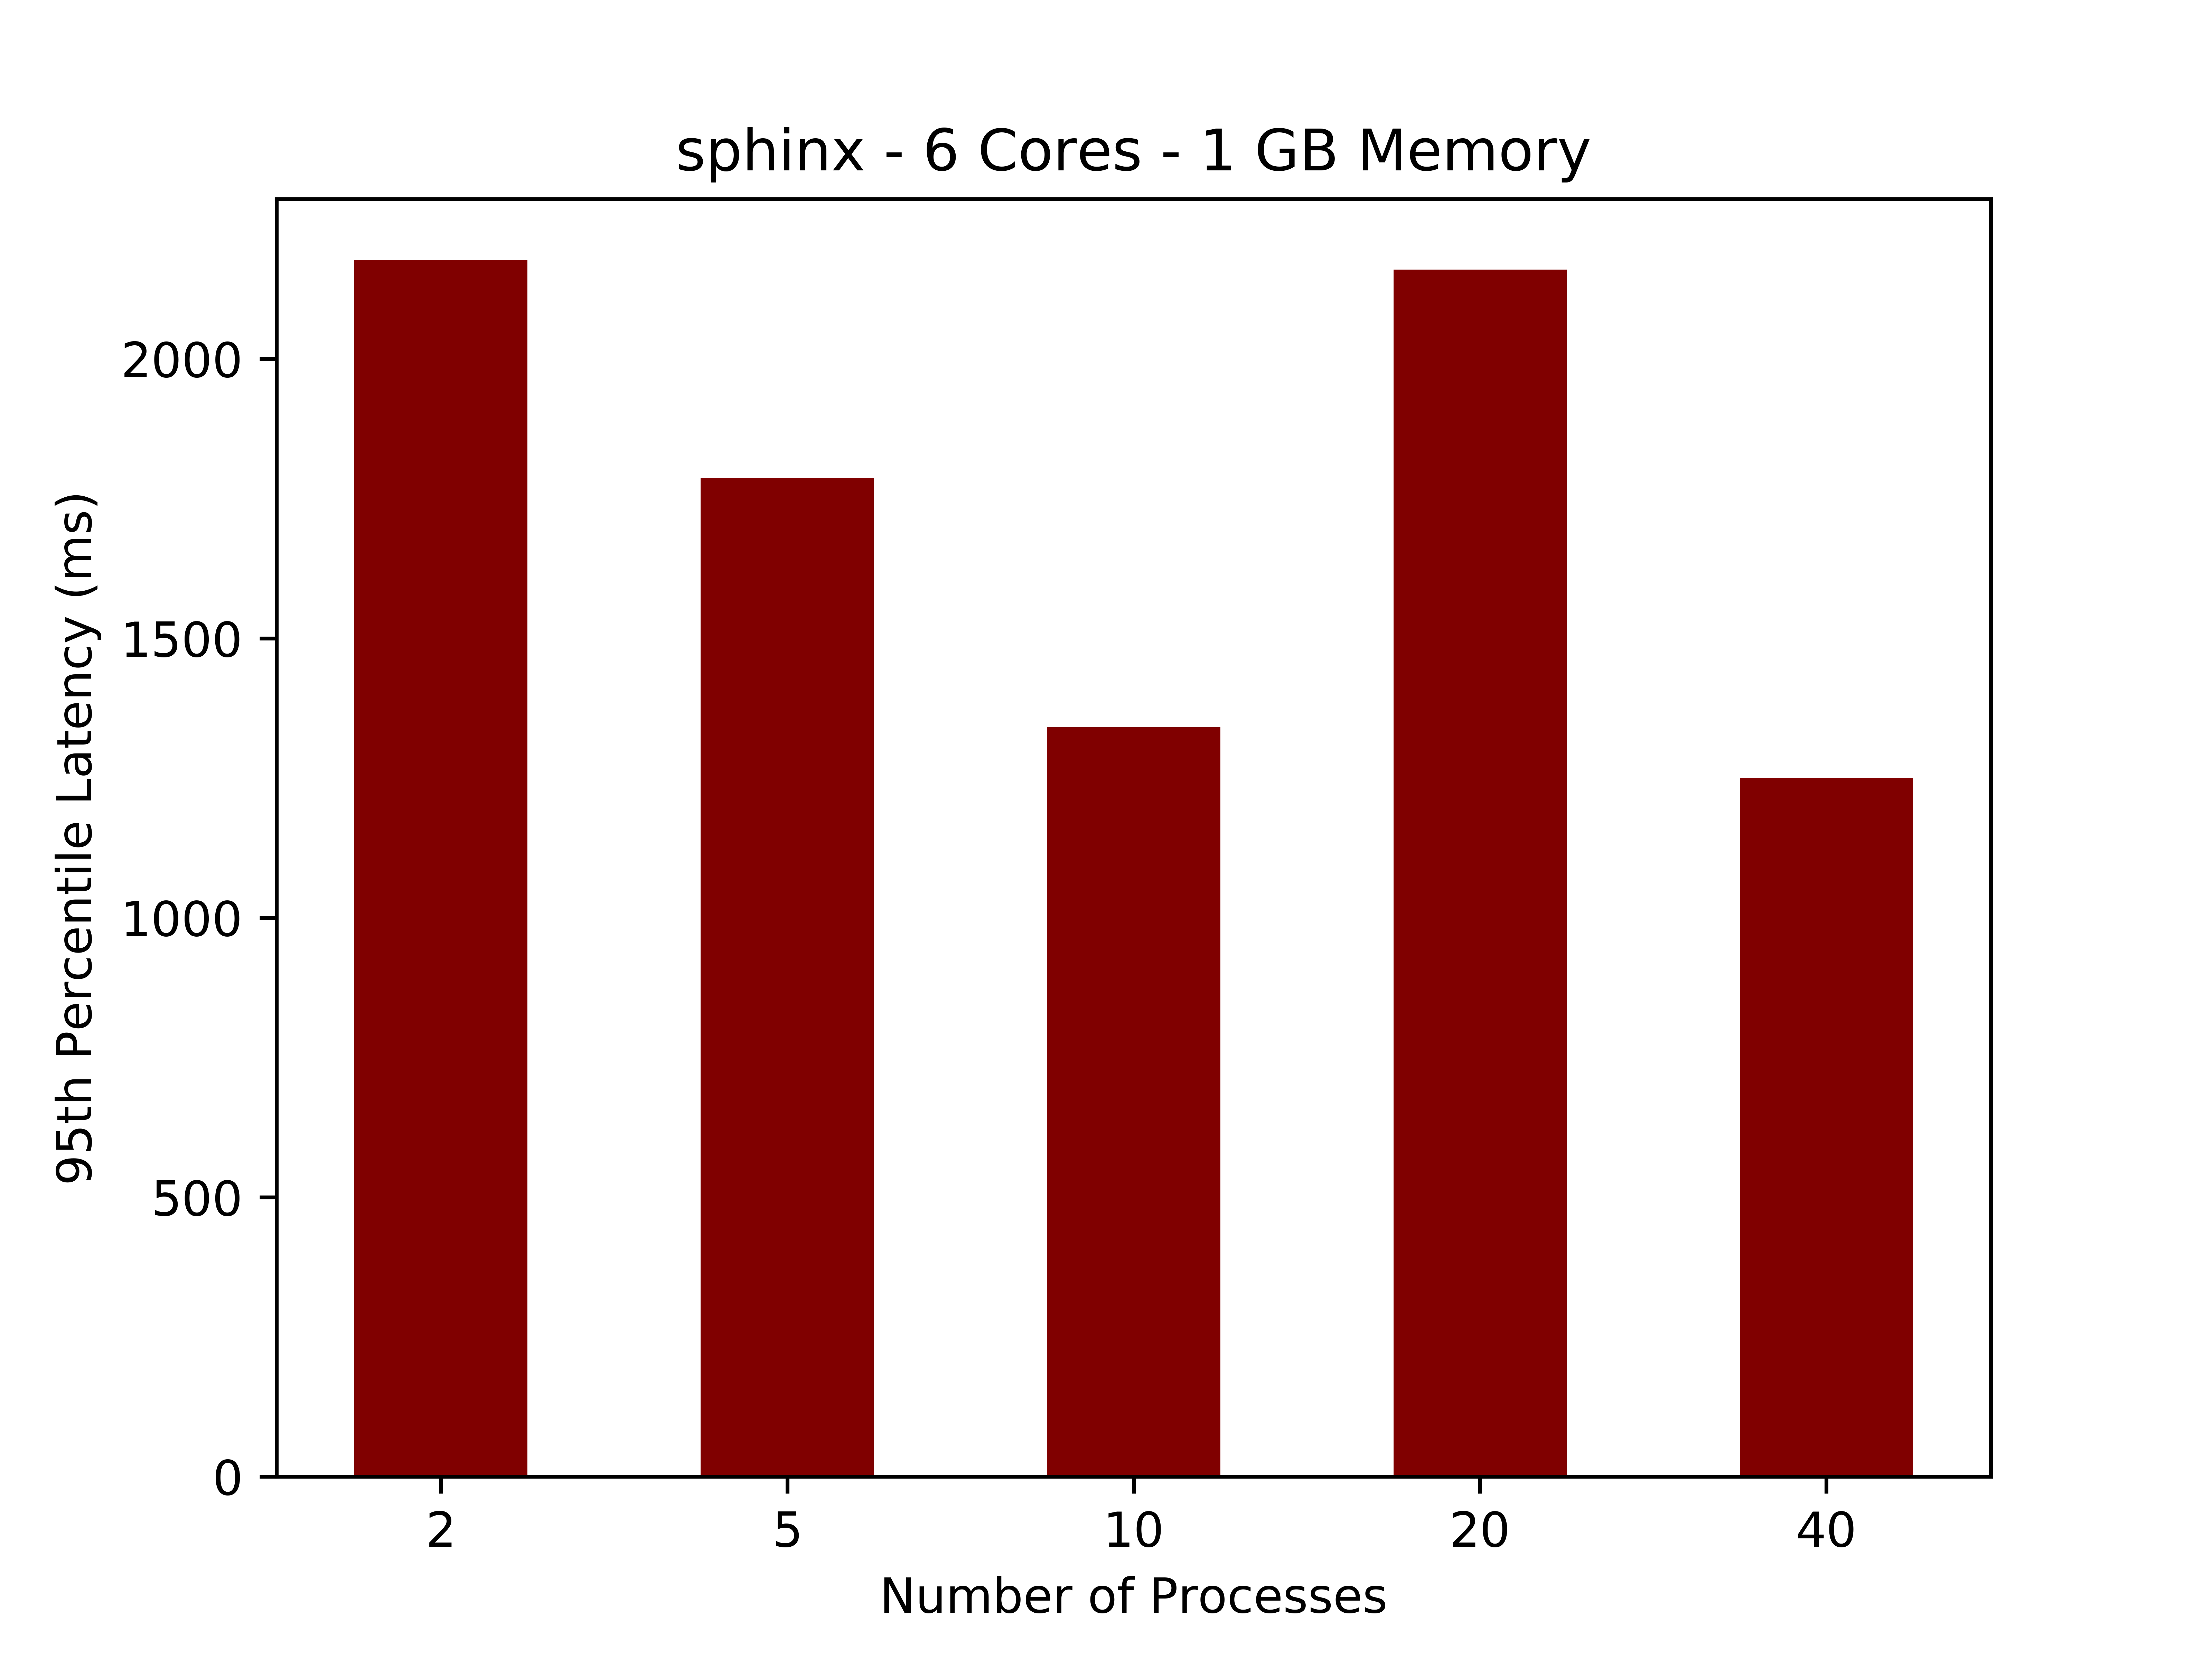 sphinx - 6 Cores - 1 GB Memory
95th Percentile Latency (ms)
2000
1500
1000
500
0
2 5 10 20 40
Number of Processes